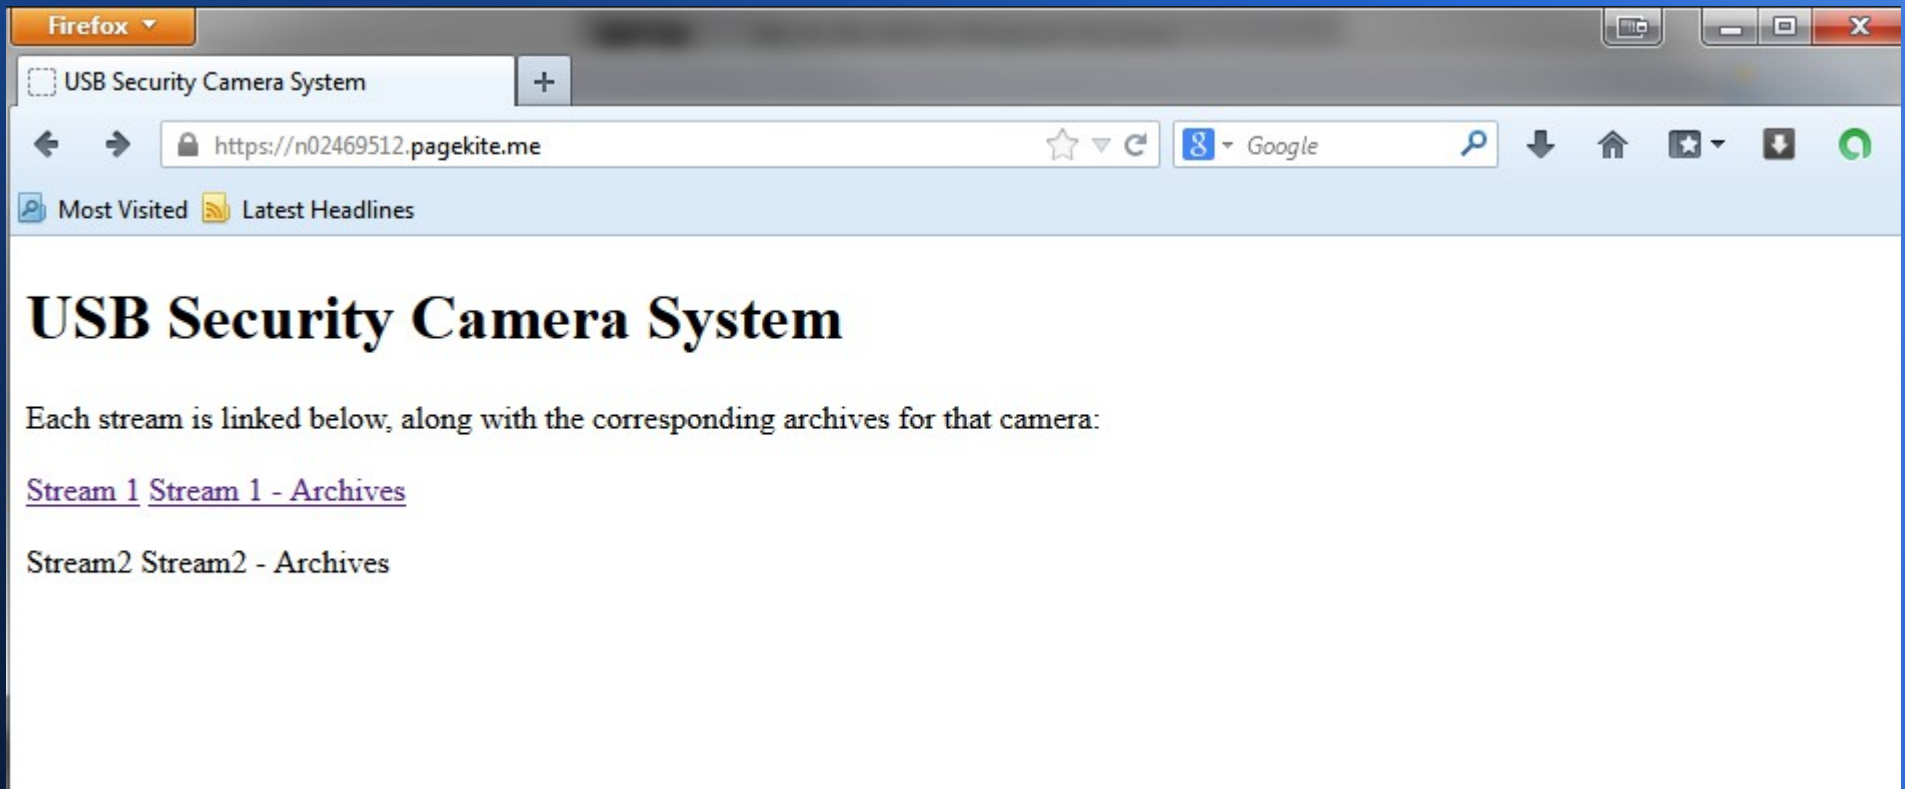 Firefox
USB Security Camera System
https://n02469512.pagekite.me
Google
Most Visited Latest Headlines
USB Security Camera System
Each stream is linked below, along with the corresponding archives for that camera:
Stream 1 Stream 1 - Archives
Stream2 Stream2 - Archives